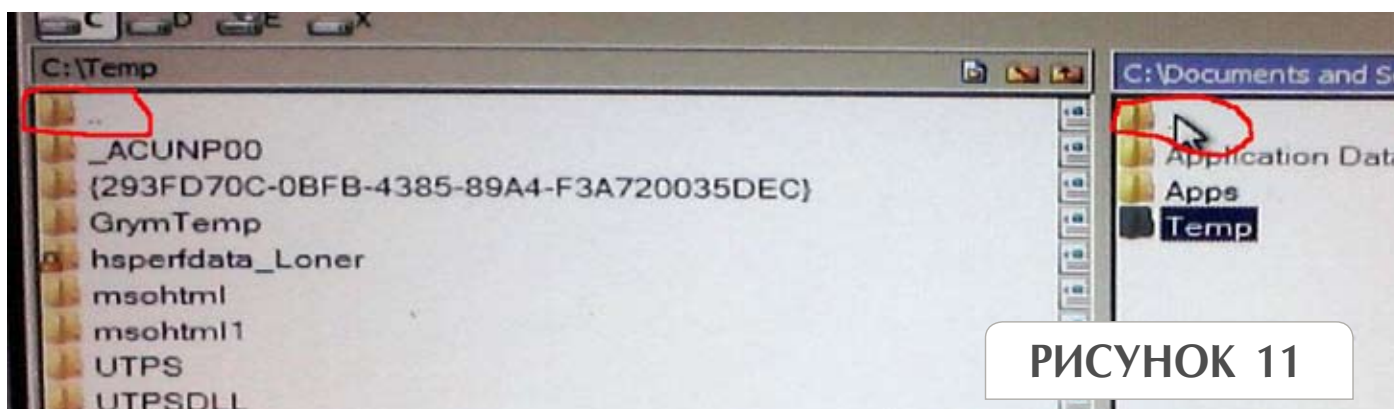 C D E X
C:\Temp
..
_ACUNP00
{293FD70C-0BFB-4385-89A4-F3A720035DEC}
GrymTemp
hsperfdata_Loner
msohtml
msohtml1
UTPS
UTPSDLL
C:\Documents and S
Application Data
Apps
Temp
РИСУНОК 11